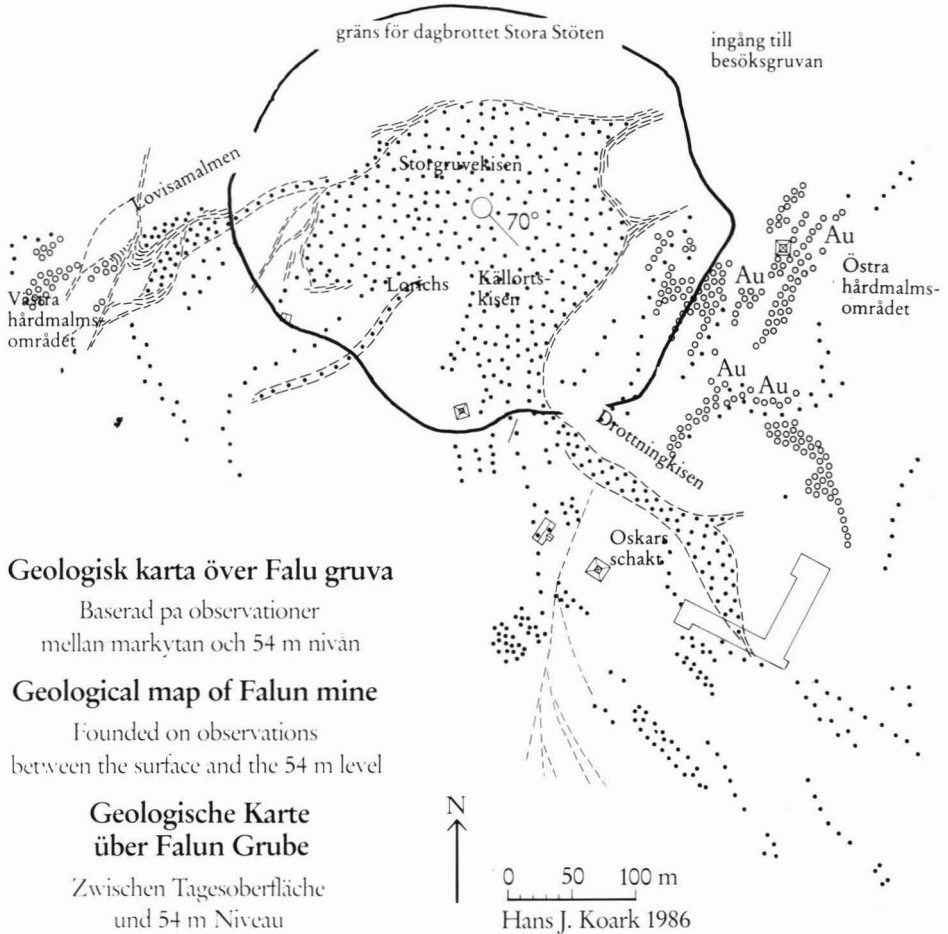 gräns för dagbrottet Stora Stöten
ingång till
besöksgruvan
Lovisamalmen
Storgruvekisen
70°
Au
Au
Lorichs
Källorts-
kisen
Östra
hårdmalms-
området
Västra
hårdmalms-
området
Au
Au
Drottningkisen
Oskars
schakt
Geologisk karta över Falu gruva
Baserad pa observationer
mellan markytan och 54 m nivån
Geological map of Falun mine
Founded on observations
between the surface and the 54 m level
Geologische Karte
über Falun Grube
Zwischen Tagesoberfläche
und 54 m Niveau
N
0 50 100 m
Hans J. Koark 1986